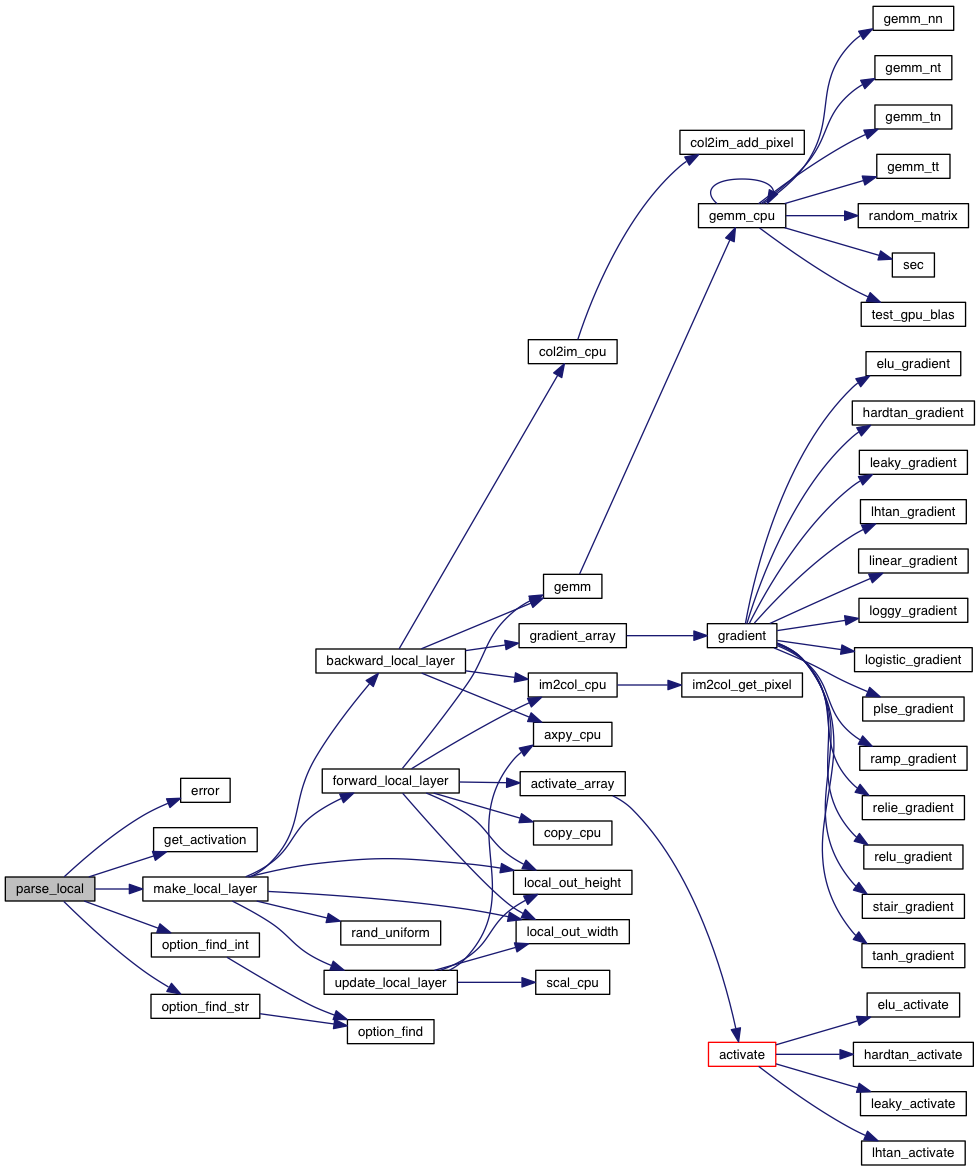 gemm_nn
gemm_nt
gemm_tn
col2im_add_pixel
gemm_tt
gemm_cpu
random_matrix
sec
test_gpu_blas
col2im_cpu
elu_gradient
hardtan_gradient
leaky_gradient
lhtan_gradient
linear_gradient
gemm
loggy_gradient
gradient_array
gradient
backward_local_layer
logistic_gradient
im2col_cpu
im2col_get_pixel
plse_gradient
axpy_cpu
ramp_gradient
forward_local_layer
activate_array
error
relie_gradient
get_activation
copy_cpu
relu_gradient
parse_local
make_local_layer
local_out_height
stair_gradient
rand_uniform
local_out_width
option_find_int
tanh_gradient
update_local_layer
scal_cpu
option_find_str
elu_activate
option_find
activate
hardtan_activate
leaky_activate
lhtan_activate